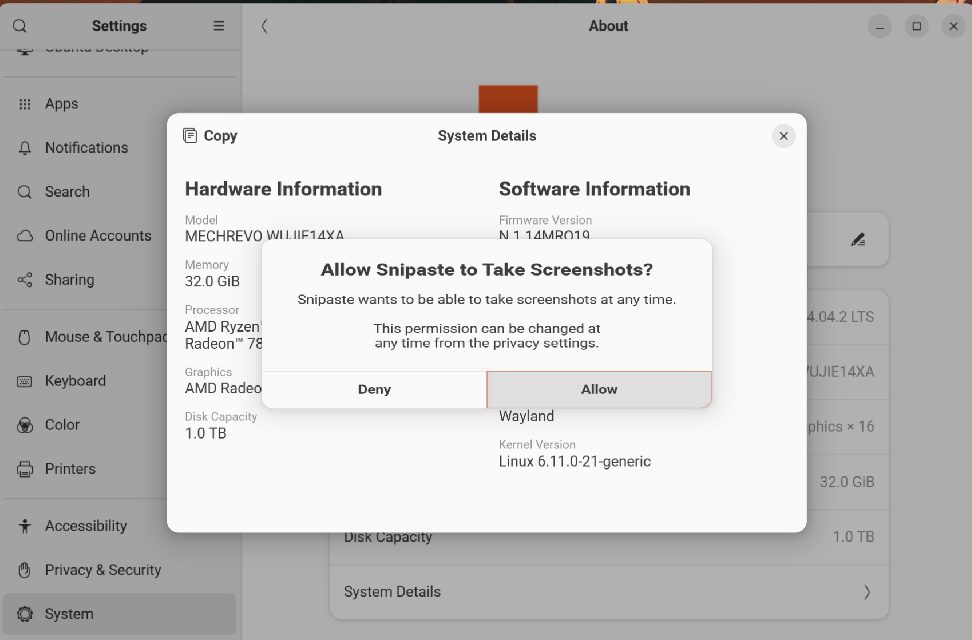 Settings
About
Ubuntu Desktop
Apps
Notifications
Search
Online Accounts
Sharing
Mouse & Touchpad
Keyboard
Color
Printers
Accessibility
Privacy & Security
System
Copy
System Details
Hardware Information
Model
MECHREVO WUJIE14XA
Memory
32.0 GiB
Processor
AMD Ryzen™
Radeon™ 78
Graphics
AMD Radeo
Disk Capacity
1.0 TB
Software Information
Firmware Version
N.1.14MRO19
Wayland
Kernel Version
Linux 6.11.0-21-generic
Allow Snipaste to Take Screenshots?
Snipaste wants to be able to take screenshots at any time.
This permission can be changed at
any time from the privacy settings.
Deny
Allow
4.04.2 LTS
UJIE14XA
phics × 16
32.0 GiB
Disk Capacity
1.0 TB
System Details